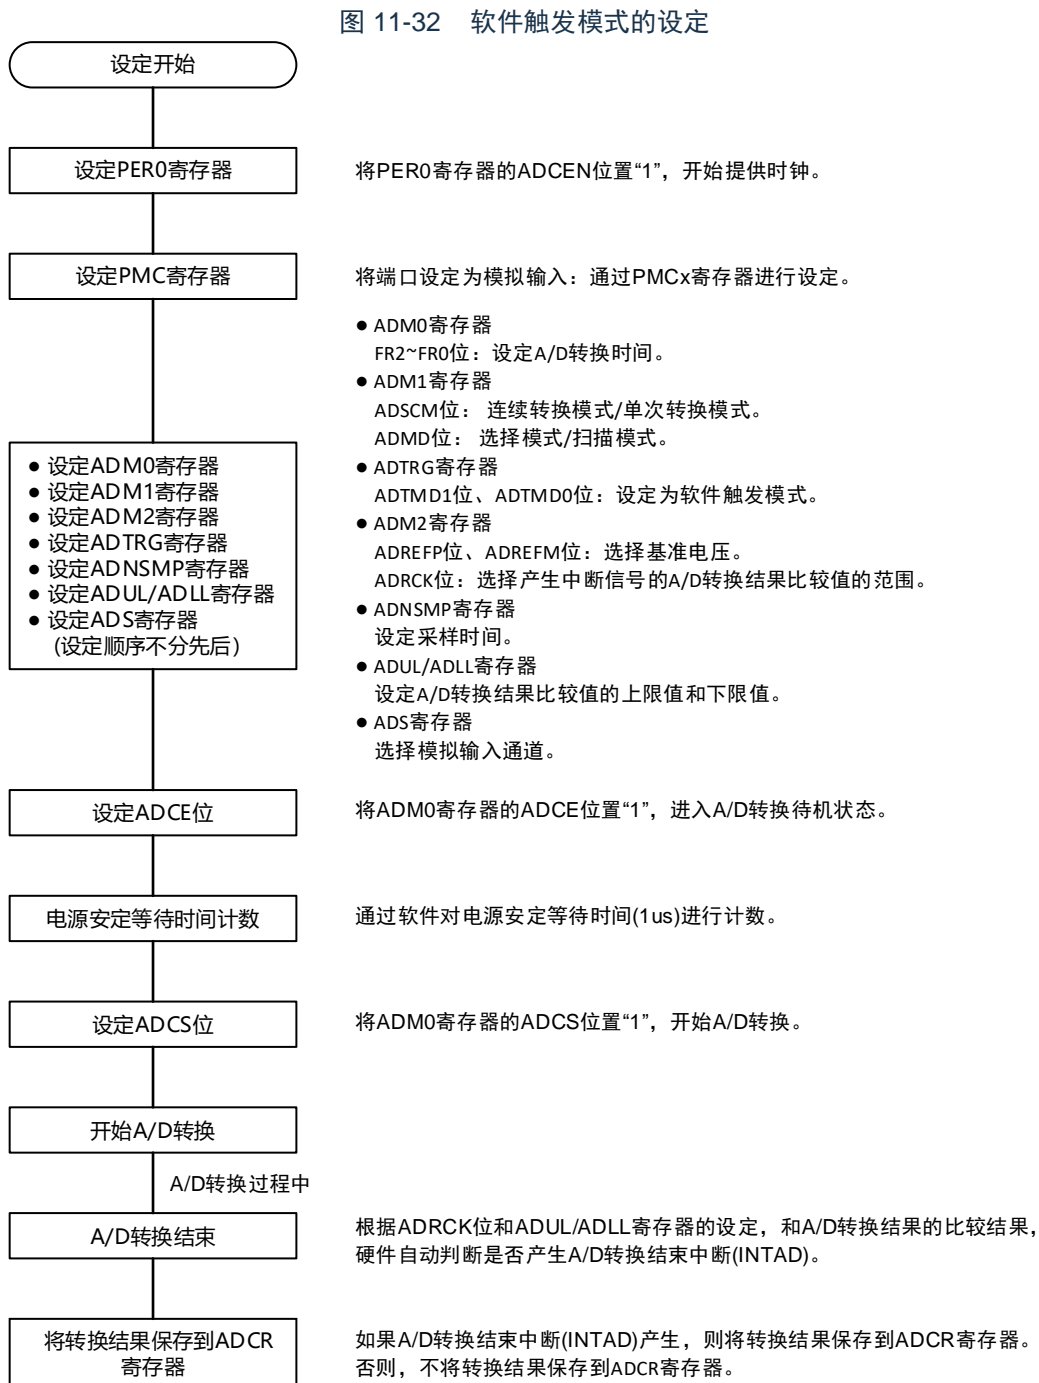 图 11-32 软件触发模式的设定
设定开始
设定PER0寄存器
将PER0寄存器的ADCEN位置“1”，开始提供时钟。
设定PMC寄存器
将端口设定为模拟输入：通过PMCx寄存器进行设定。
● ADM0寄存器
FR2~FR0位：设定A/D转换时间。
● ADM1寄存器
ADSCM位： 连续转换模式/单次转换模式。
ADMD位： 选择模式/扫描模式。
● ADTRG寄存器
ADTMD1位、ADTMD0位：设定为软件触发模式。
● ADM2寄存器
ADREFP位、ADREFM位：选择基准电压。
ADRCK位：选择产生中断信号的A/D转换结果比较值的范围。
● ADNSMP寄存器
设定采样时间。
● ADUL/ADLL寄存器
设定A/D转换结果比较值的上限值和下限值。
● ADS寄存器
选择模拟输入通道。
● 设定ADM0寄存器
● 设定ADM1寄存器
● 设定ADM2寄存器
● 设定ADTRG寄存器
● 设定ADNSMP寄存器
● 设定ADUL/ADLL寄存器
● 设定ADS寄存器
(设定顺序不分先后)
设定ADCE位
将ADM0寄存器的ADCE位置“1”，进入A/D转换待机状态。
电源安定等待时间计数
通过软件对电源安定等待时间(1us)进行计数。
设定ADCS位
将ADM0寄存器的ADCS位置“1”，开始A/D转换。
开始A/D转换
A/D转换过程中
A/D转换结束
根据ADRCK位和ADUL/ADLL寄存器的设定，和A/D转换结果的比较结果，
硬件自动判断是否产生A/D转换结束中断(INTAD)。
将转换结果保存到ADCR
寄存器
如果A/D转换结束中断(INTAD)产生，则将转换结果保存到ADCR寄存器。
否则，不将转换结果保存到ADCR寄存器。